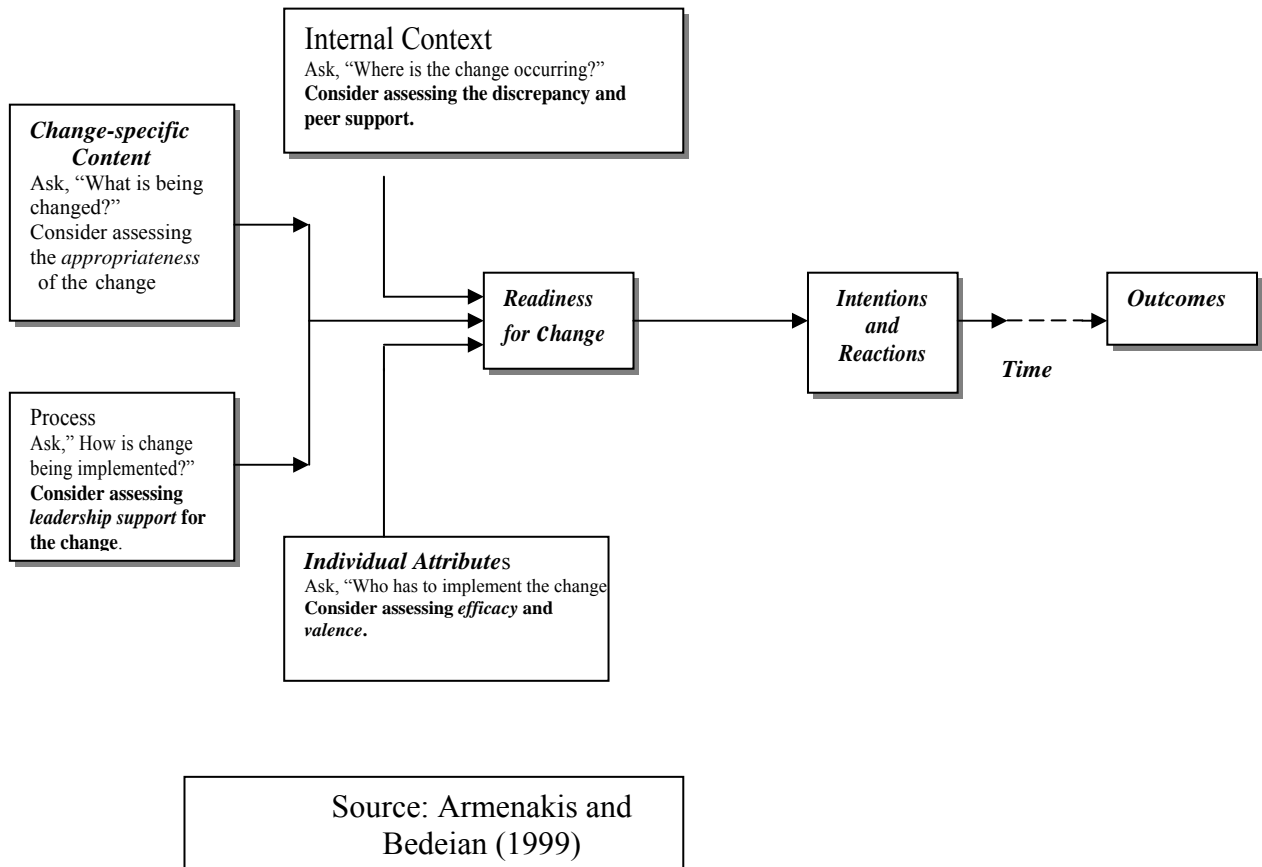 Internal Context
Ask, “Where is the change occurring?”
Consider assessing the discrepancy and
peer support.
Change-specific
Content
Ask, “What is being
changed?”
Consider assessing
the appropriateness
of the change
Readiness
for change
Intentions
and
Reactions
Time
Outcomes
Process
Ask,” How is change
being implemented?”
Consider assessing
leadership support for
the change.
Individual Attributes
Ask, “Who has to implement the change
Consider assessing efficacy and
valence.
Source: Armenakis and
Bedeian (1999)